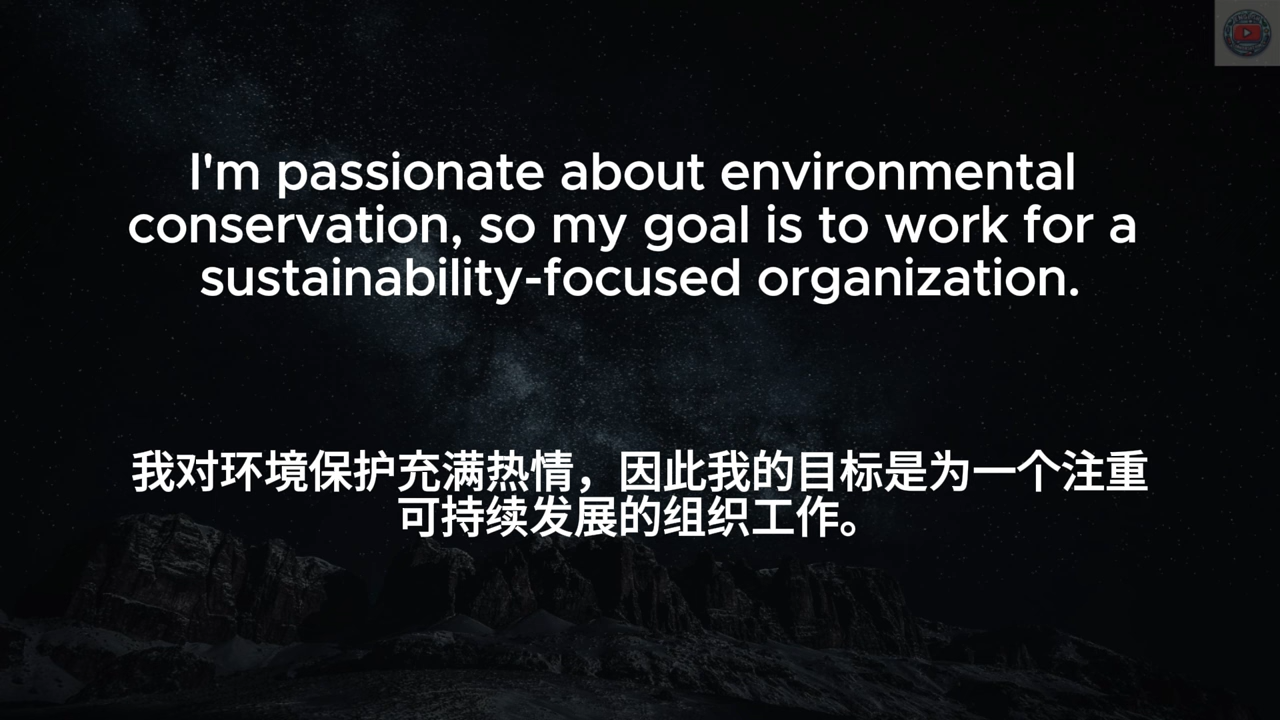 I'm passionate about environmental
conservation, so my goal is to work for a
sustainability-focused organization.
我对环境保护充满热情，因此我的目标是为一个注重
可持续发展的组织工作。